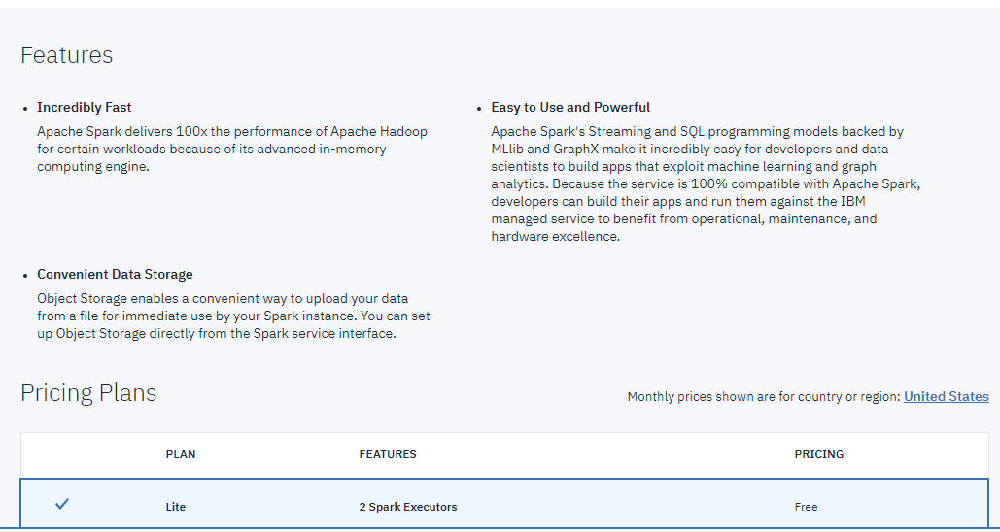 Features
Incredibly Fast
Apache Spark delivers 100x the performance of Apache Hadoop
for certain workloads because of its advanced in-memory
computing engine.
Easy to Use and Powerful
Apache Spark's Streaming and SQL programming models backed by
MLlib and GraphX make it incredibly easy for developers and data
scientists to build apps that exploit machine learning and graph
analytics. Because the service is 100% compatible with Apache Spark,
developers can build their apps and run them against the IBM
managed service to benefit from operational, maintenance, and
hardware excellence.
Convenient Data Storage
Object Storage enables a convenient way to upload your data
from a file for immediate use by your Spark instance. You can set
up Object Storage directly from the Spark service interface.
Pricing Plans
Monthly prices shown are for country or region: United States
PLAN FEATURES PRICING
Lite 2 Spark Executors Free